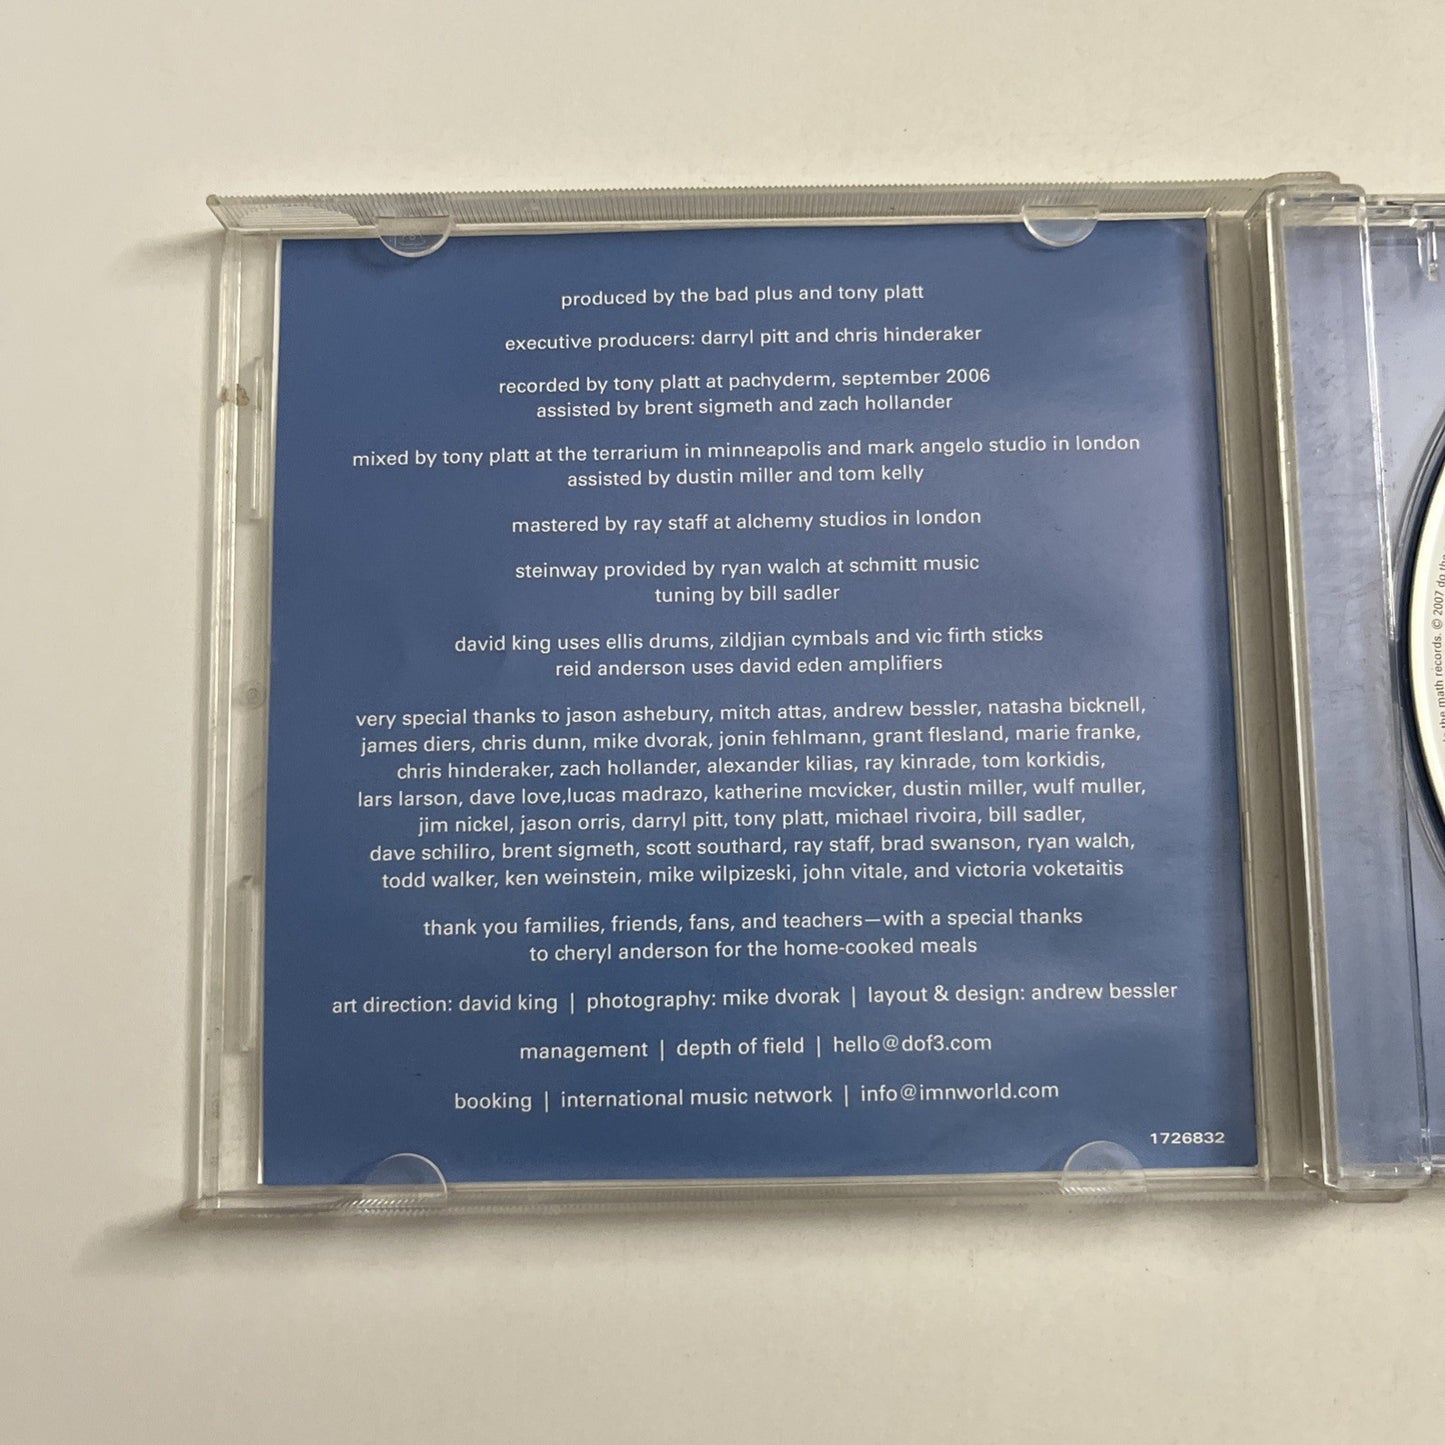 produced by the bad plus and tony platt
executive producers: darryl pitt and chris hinderaker
recorded by tony platt at pachyderm, september 2006
assisted by brent sigmeth and zach hollander
mixed by tony platt at the terrarium in minneapolis and mark angelo studio in london
assisted by dustin miller and tom kelly
mastered by ray staff at alchemy studios in london
steinway provided by ryan walch at schmitt music
tuning by bill sadler
david king uses ellis drums, zildjian cymbals and vic firth sticks
reid anderson uses david eden amplifiers
very special thanks to jason ashebury, mitch attas, andrew bessler, natasha bicknell,
james diers, chris dunn, mike dvorak, jonin fehlmann, grant flesland, marie franke,
chris hinderaker, zach hollander, alexander kilias, ray kinrade, tom korkidis,
lars larson, dave love,lucas madrazo, katherine mcvicker, dustin miller, wulf muller,
jim nickel, jason orris, darryl pitt, tony platt, michael rivoira, bill sadler,
dave schiliro, brent sigmeth, scott southard, ray staff, brad swanson, ryan walch,
todd walker, ken weinstein, mike wilpizeski, john vitale, and victoria voketaitis
thank you families, friends, fans, and teachers—with a special thanks
to cheryl anderson for the home-cooked meals
art direction: david king | photography: mike dvorak | layout & design: andrew bessler
management | depth of field | hello@dof3.com
booking | international music network | info@imnworld.com
1726832
the math records. © 2007 do the